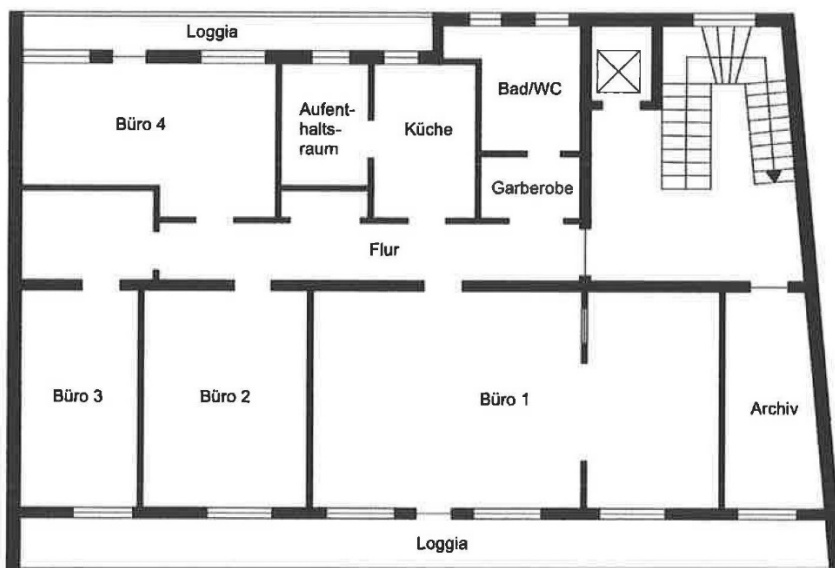 Loggia
Büro 4
Aufent-
halts-
raum
Küche
Bad/WC
Garberobe
Flur
Büro 3
Büro 2
Büro 1
Archiv
Loggia